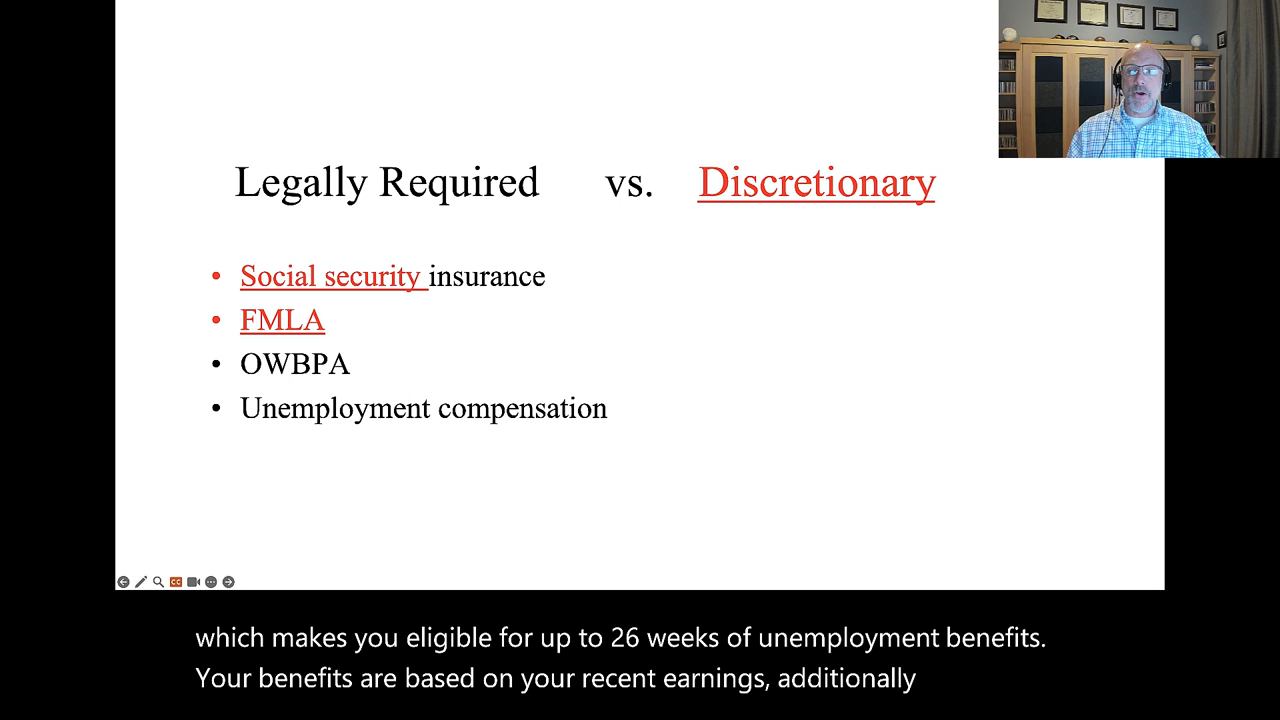 Legally Required vs. Discretionary
• Social security insurance
• FMLA
• OWBPA
• Unemployment compensation
CC
which makes you eligible for up to 26 weeks of unemployment benefits.
Your benefits are based on your recent earnings, additionally